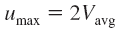 u_max = 2V_avg